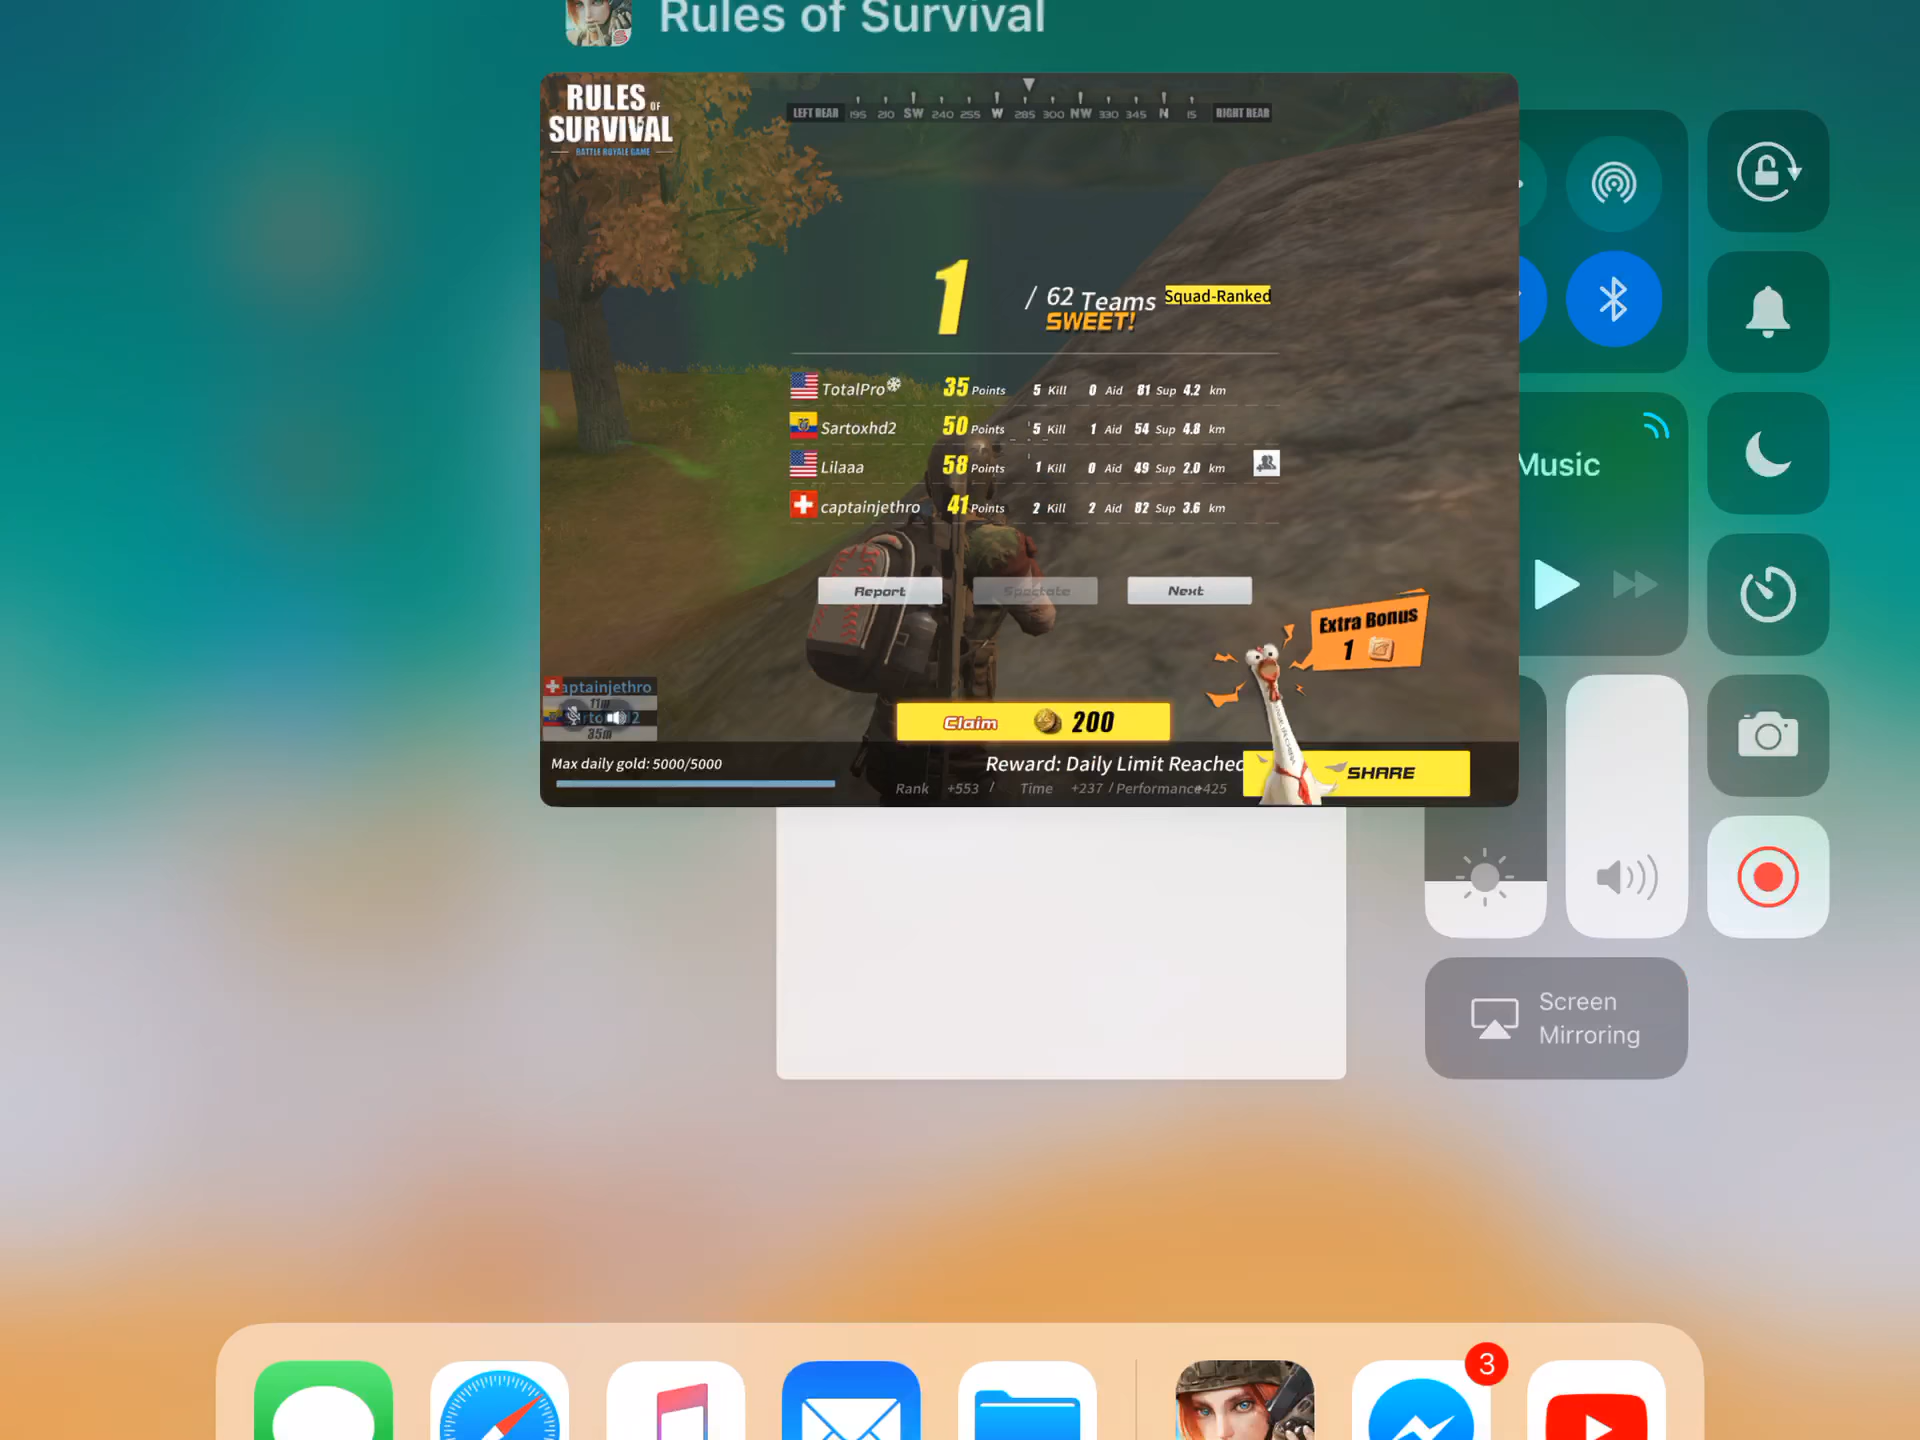 Rules of Survival
RULES OF
SURVIVAL
BATTLE ROYALE GAME
LEFT REAR 195 210 SW 240 255 W 285 300 NW 330 345 N 15 RIGHT REAR
1 / 62 Teams Squad-Ranked
SWEET!
TotalPro❄ 35 Points 5 Kill 0 Aid 81 Sup 4.2 km
Sartoxhd2 50 Points 5 Kill 1 Aid 54 Sup 4.8 km
Lilaaa 58 Points 1 Kill 0 Aid 49 Sup 2.0 km
captainjethro 41 Points 2 Kill 2 Aid 82 Sup 3.6 km
Report Spectate Next
Extra Bonus
1
aptainjethro
11m
35m
Claim 200
Max daily gold: 5000/5000
Reward: Daily Limit Reached
Rank +553 / Time +237 / Performance +425
SHARE
Music
Screen
Mirroring
3